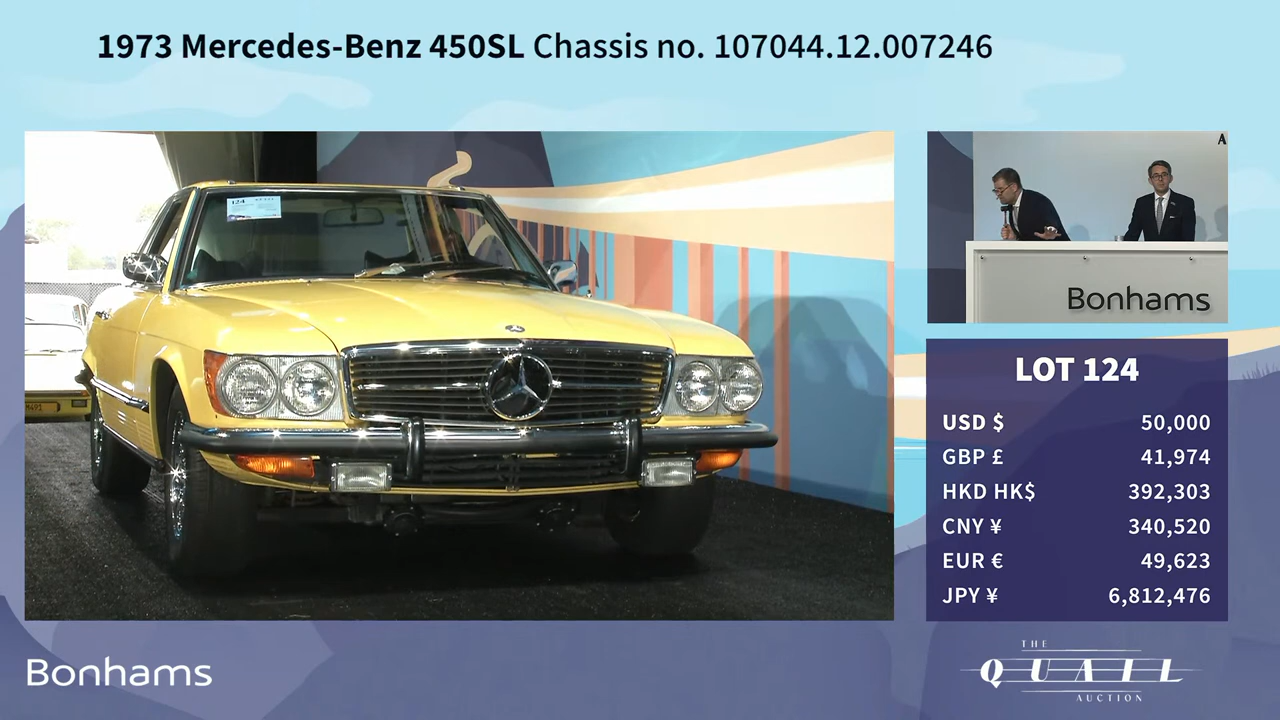 1973 Mercedes-Benz 450SL Chassis no. 107044.12.007246
124
A
Bonhams
LOT 124
USD $ 50,000
GBP £ 41,974
HKD HK$ 392,303
CNY ¥ 340,520
EUR € 49,623
JPY ¥ 6,812,476
Bonhams
THE
QUAIL
AUCTION